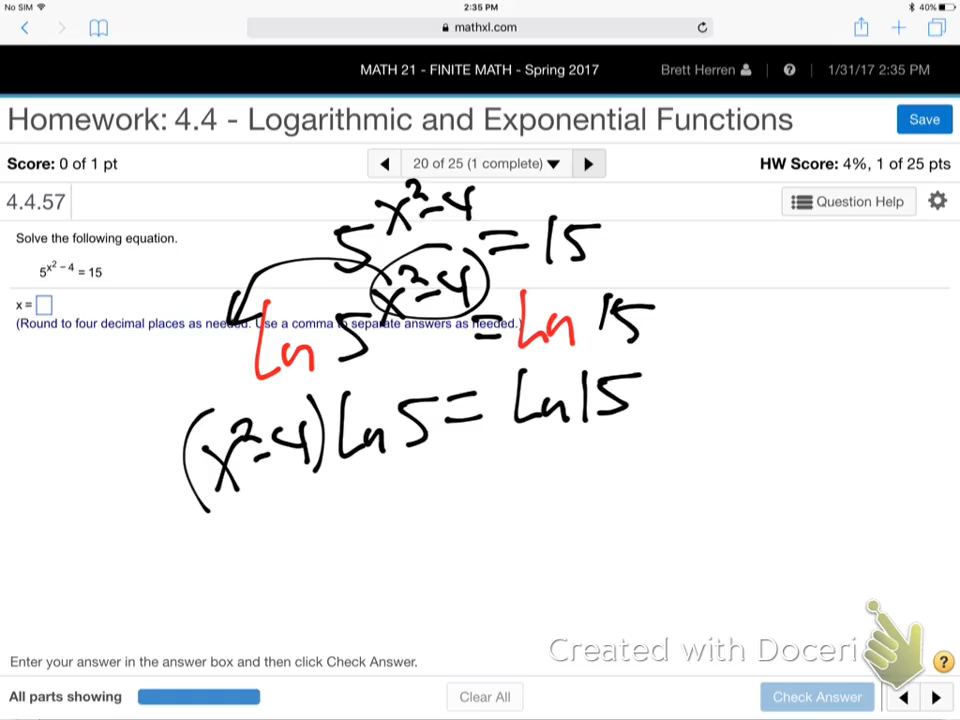 No SIM 2:35 PM 40%
mathxl.com
MATH 21 - FINITE MATH - Spring 2017 Brett Herren ? 1/31/17 2:35 PM
Homework: 4.4 - Logarithmic and Exponential Functions Save
Score: 0 of 1 pt 20 of 25 (1 complete) HW Score: 4%, 1 of 25 pts
4.4.57 Question Help
Solve the following equation.
5^(x² − 4) = 15
x =
(Round to four decimal places as needed. Use a comma to separate answers as needed.)
5^(x² − 4) = 15
ln 5^(x² − 4) = ln 15
(x² − 4) ln 5 = ln 15
Created with Doceri
Enter your answer in the answer box and then click Check Answer. ?
All parts showing Clear All Check Answer